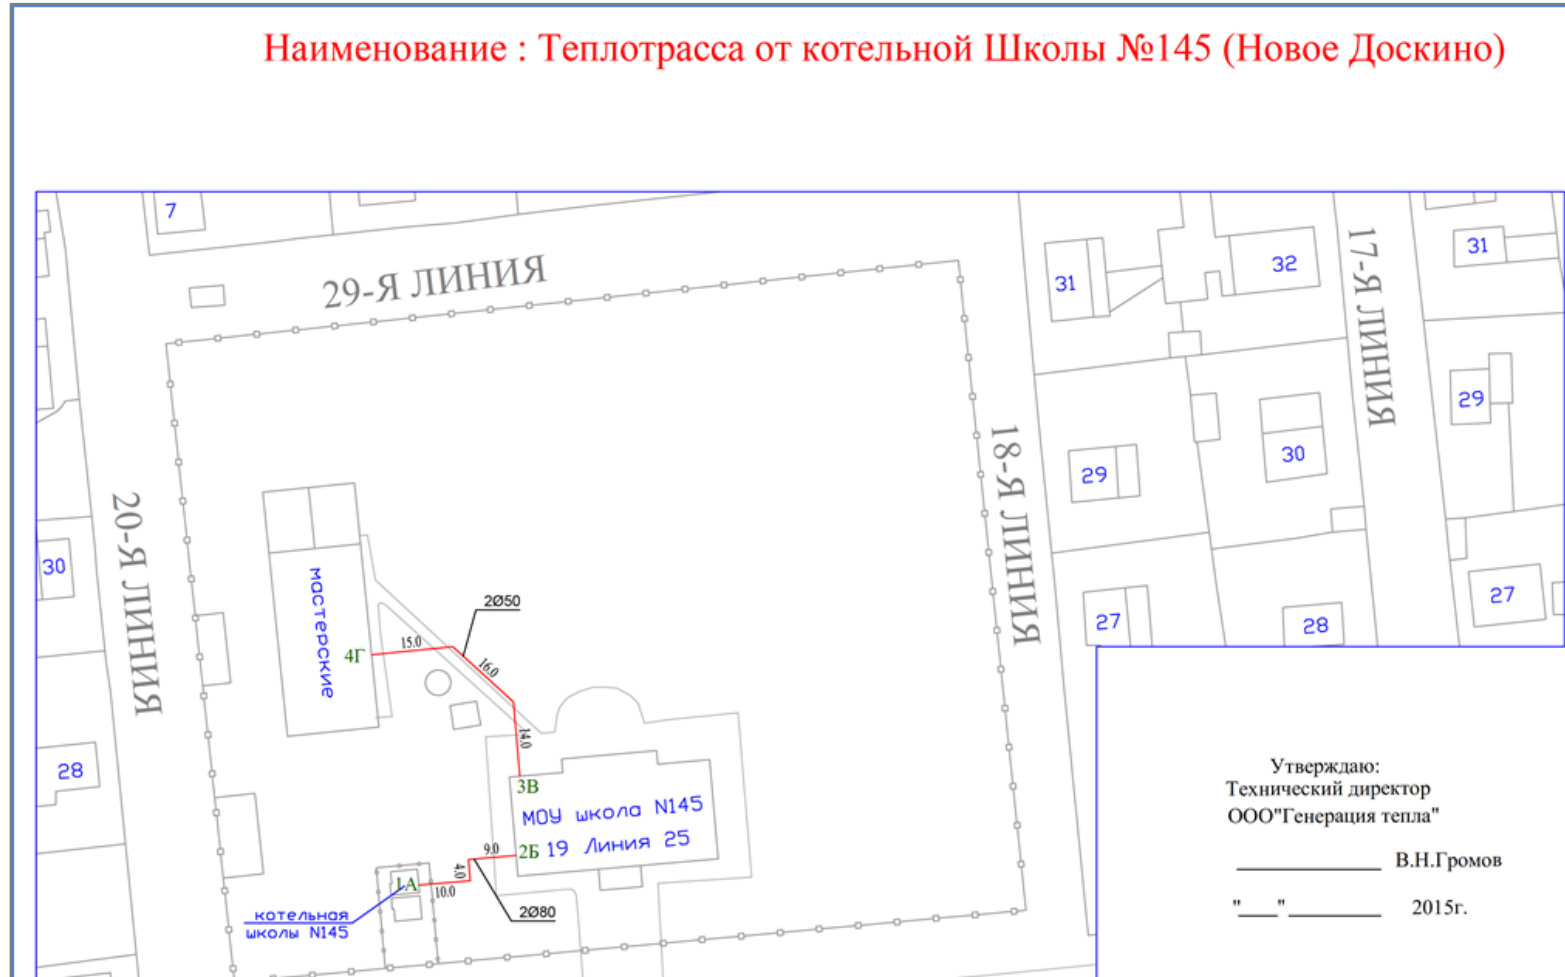 Наименование : Теплотрасса от котельной Школы №145 (Новое Доскино)
7
29-Я ЛИНИЯ
31
32
17-Я ЛИНИЯ
31
29
18-Я ЛИНИЯ
29
30
20-Я ЛИНИЯ
30
мастерские
2Ø50
27
28
27
4Г
15.0
16.0
14.0
28
3В
МОУ школа N145
19 Линия 25
2Б
9.0
4.0
1А
10.0
2Ø80
котельная
школы N145
Утверждаю:
Технический директор
ООО"Генерация тепла"
В.Н.Громов
"___" _________ 2015г.